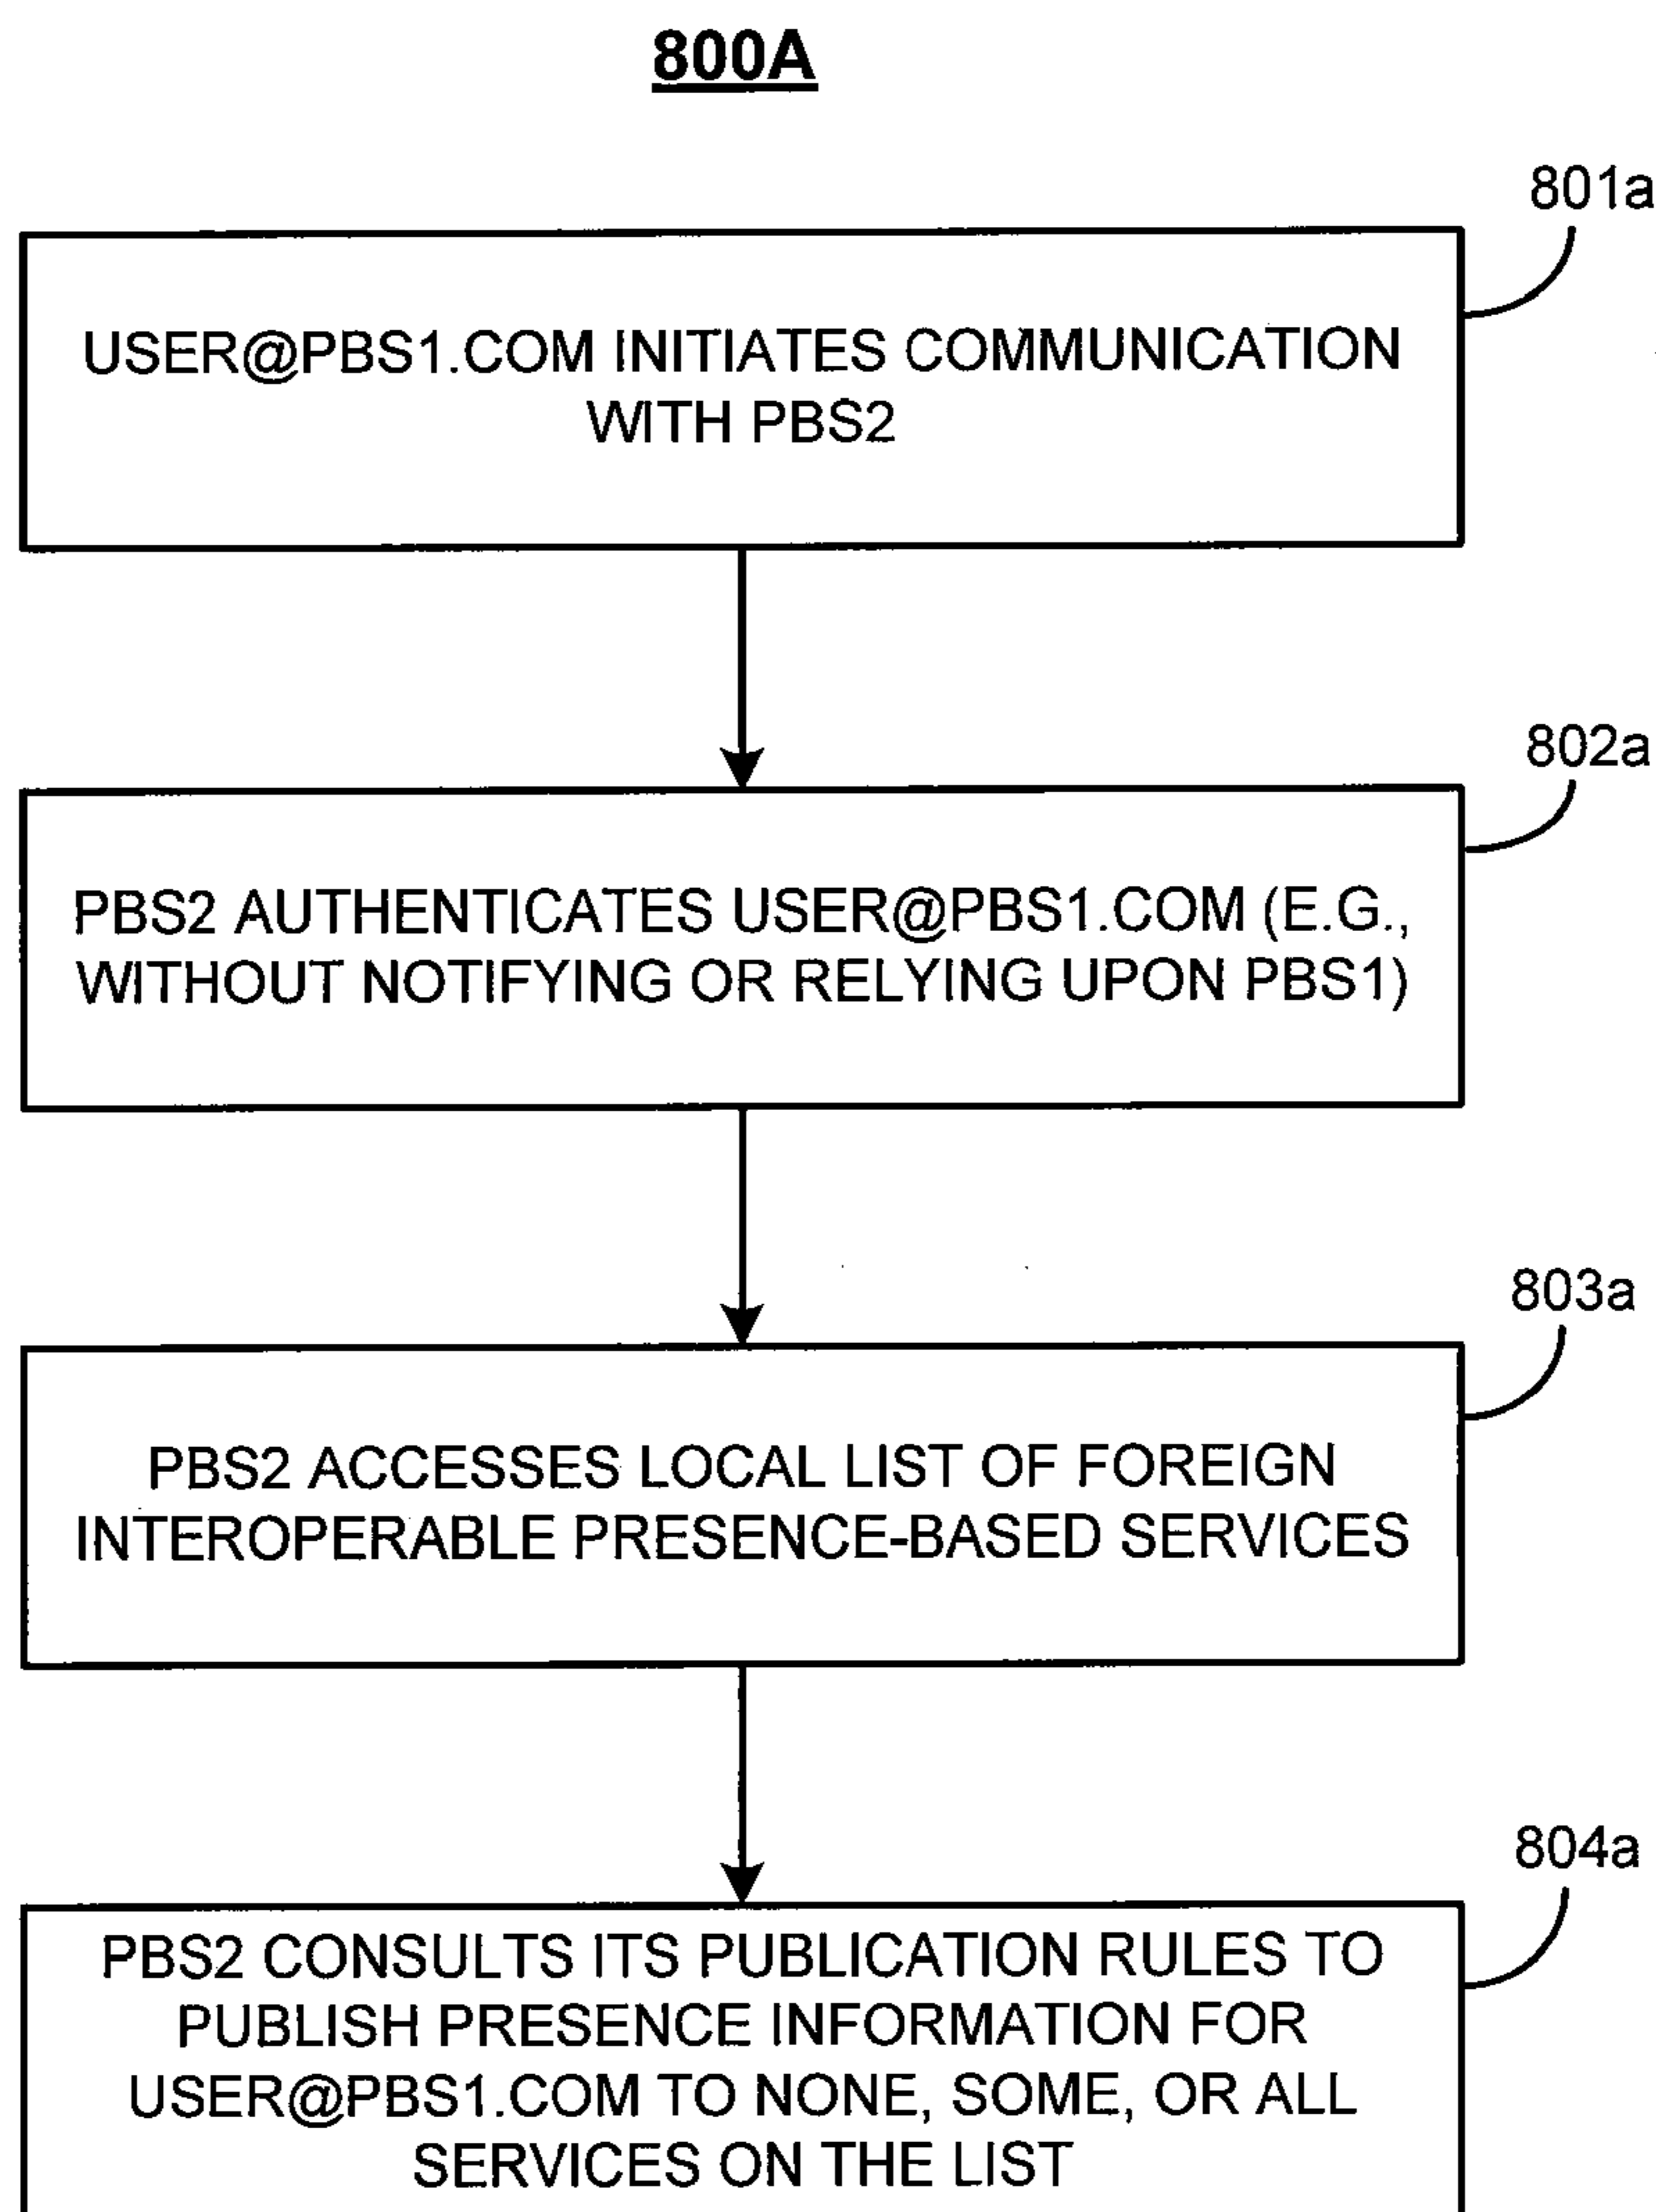 800A
801a
USER@PBS1.COM INITIATES COMMUNICATION
WITH PBS2
802a
PBS2 AUTHENTICATES USER@PBS1.COM (E.G.,
WITHOUT NOTIFYING OR RELYING UPON PBS1)
803a
PBS2 ACCESSES LOCAL LIST OF FOREIGN
INTEROPERABLE PRESENCE-BASED SERVICES
804a
PBS2 CONSULTS ITS PUBLICATION RULES TO
PUBLISH PRESENCE INFORMATION FOR
USER@PBS1.COM TO NONE, SOME, OR ALL
SERVICES ON THE LIST